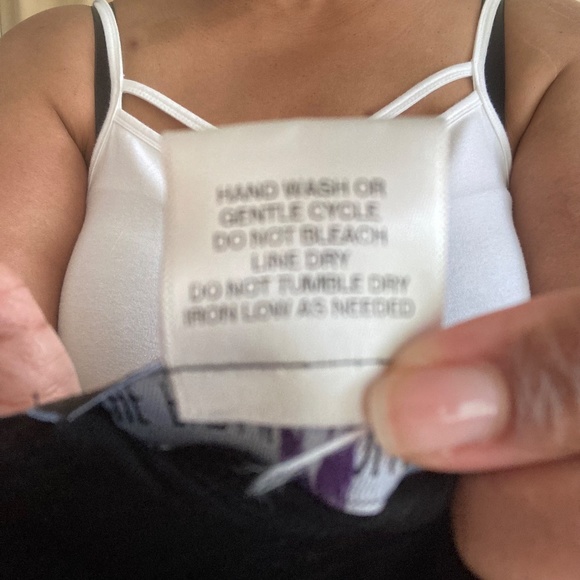 HAND WASH OR
GENTLE CYCLE
DO NOT BLEACH
LINE DRY
DO NOT TUMBLE DRY
IRON LOW AS NEEDED